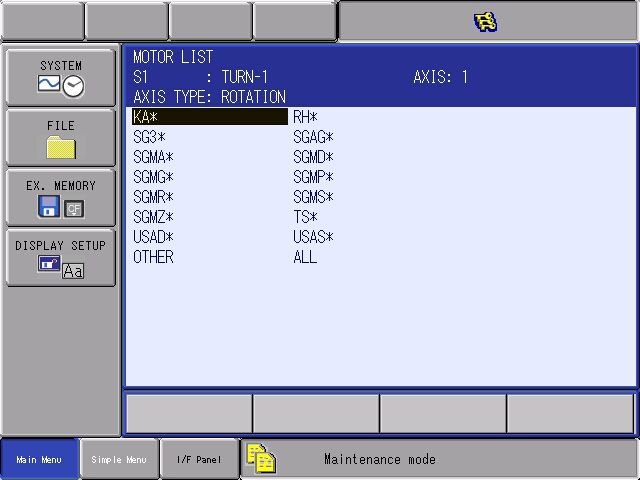 MOTOR LIST
S1 : TURN-1 AXIS: 1
AXIS TYPE: ROTATION
KA* RH*
SG3* SGAG*
SGMA* SGMD*
SGMG* SGMP*
SGMR* SGMS*
SGMZ* TS*
USAD* USAS*
OTHER ALL
SYSTEM
FILE
EX. MEMORY
CF
DISPLAY SETUP
Aa
Main Menu
Simple Menu
I/F Panel
Maintenance mode